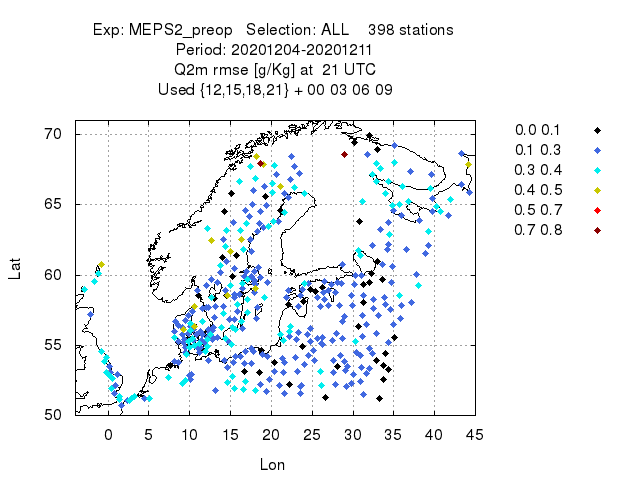 Exp: MEPS2_preop Selection: ALL 398 stations
Period: 20201204-20201211
Q2m rmse [g/Kg] at 21 UTC
Used {12,15,18,21} + 00 03 06 09
70
65
60
55
50
Lat
0 5 10 15 20 25 30 35 40 45
Lon
0.0 0.1
0.1 0.3
0.3 0.4
0.4 0.5
0.5 0.7
0.7 0.8